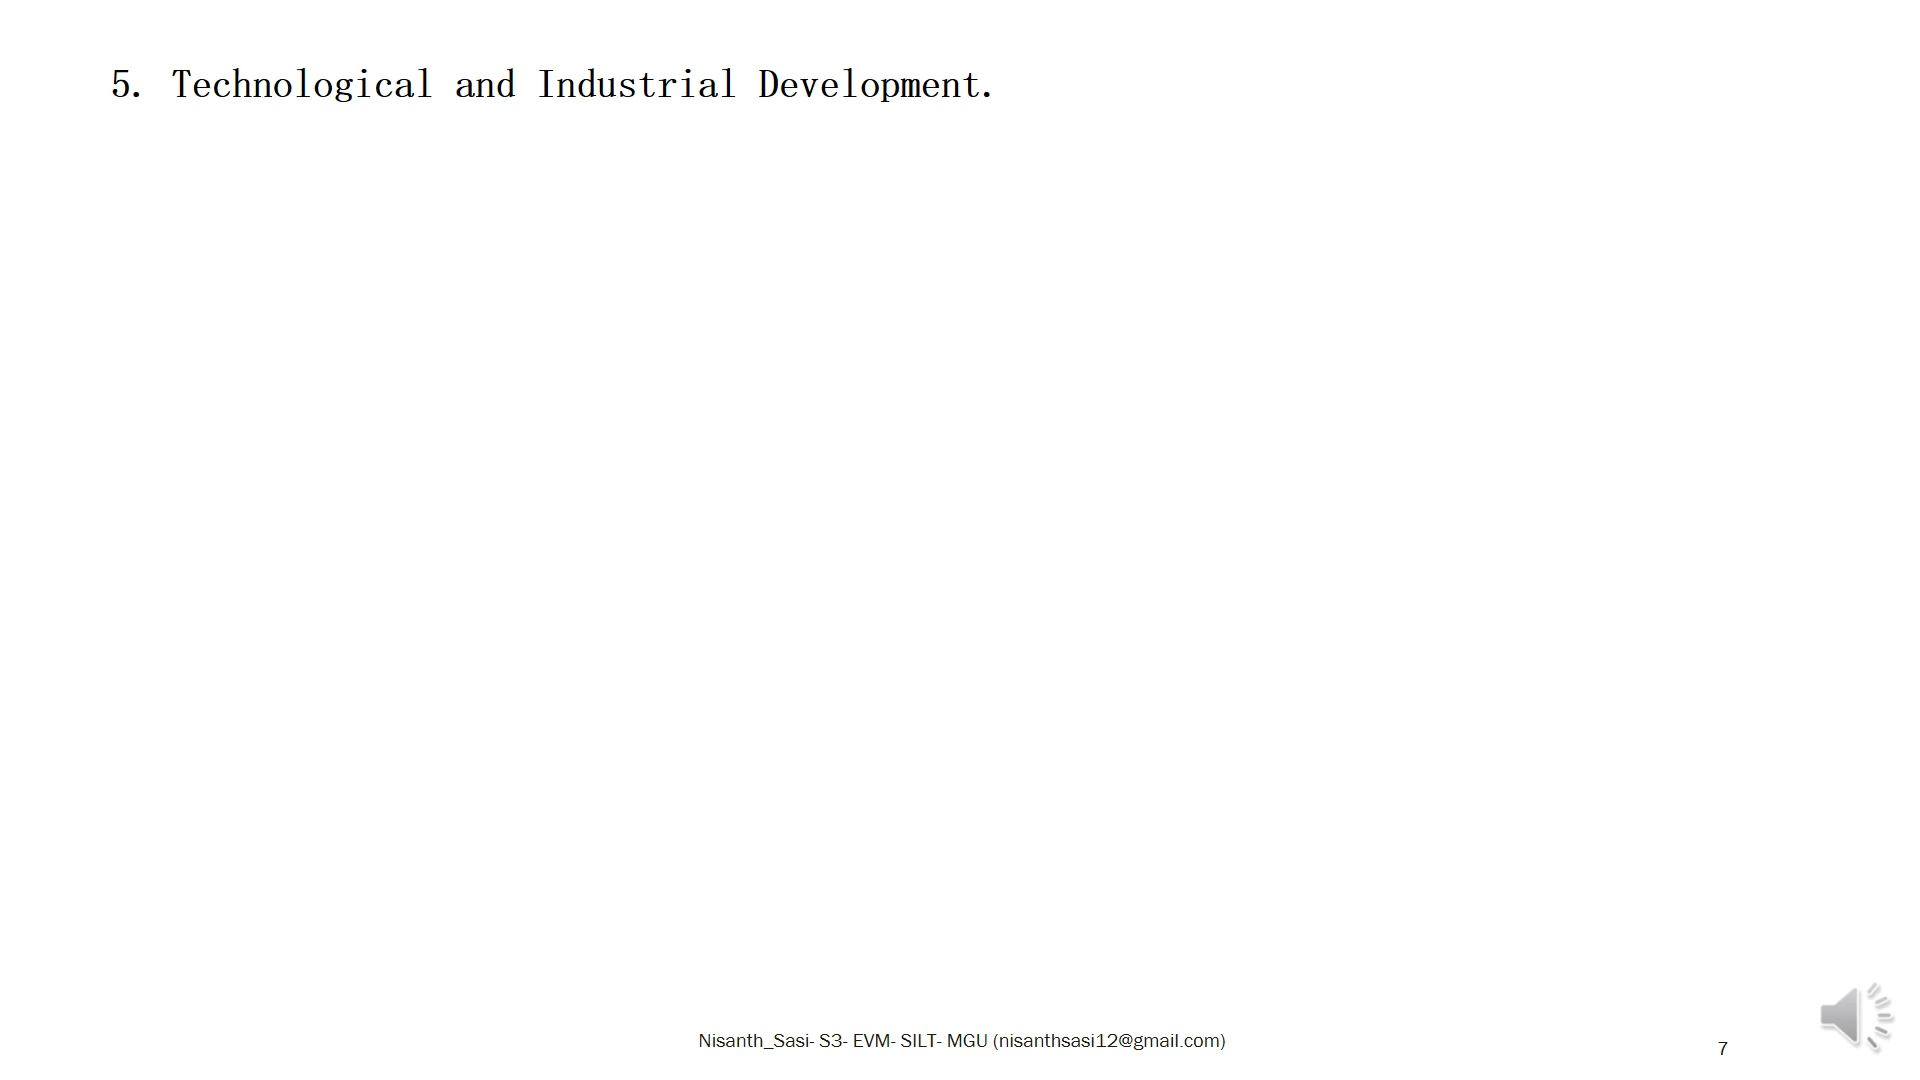 5. Technological and Industrial Development.
Nisanth_Sasi- S3- EVM- SILT- MGU (nisanthsasi12@gmail.com)
7